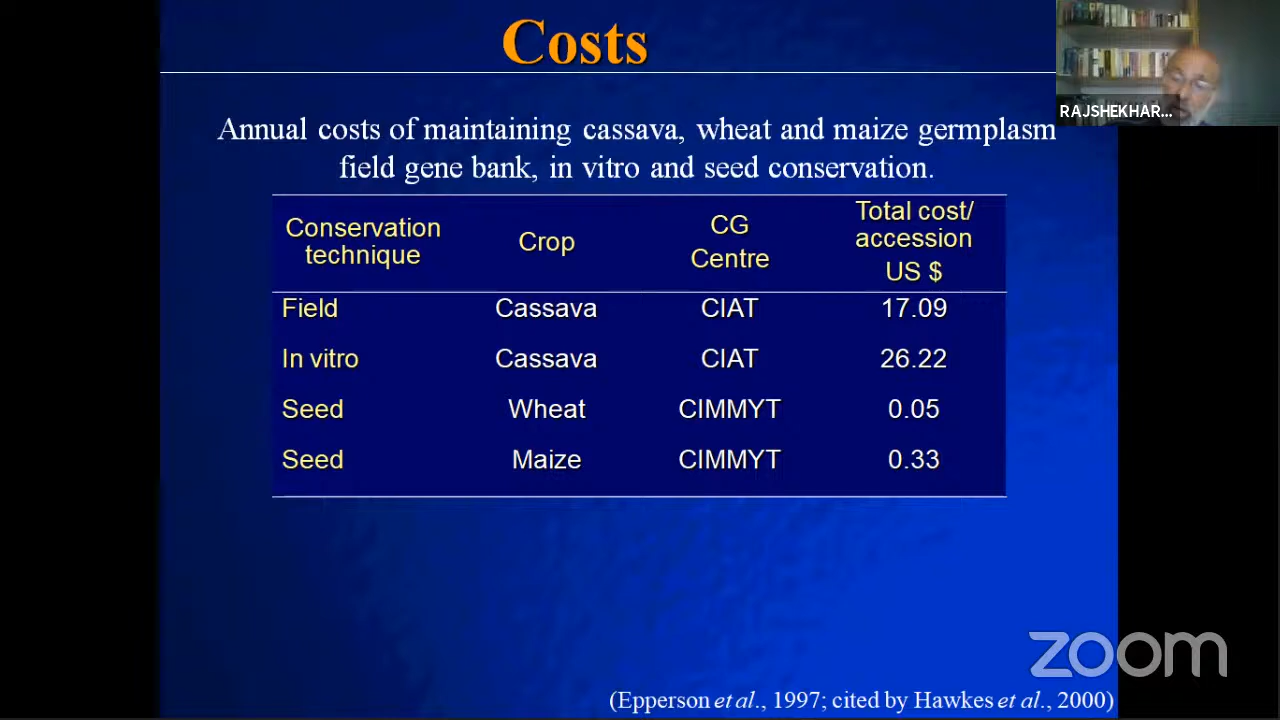 Costs
RAJSHEKHAR...
Annual costs of maintaining cassava, wheat and maize germplasm
field gene bank, in vitro and seed conservation.
Conservation technique Crop CG Centre Total cost/ accession US $
Field Cassava CIAT 17.09
In vitro Cassava CIAT 26.22
Seed Wheat CIMMYT 0.05
Seed Maize CIMMYT 0.33
zoom
(Epperson et al., 1997; cited by Hawkes et al., 2000)